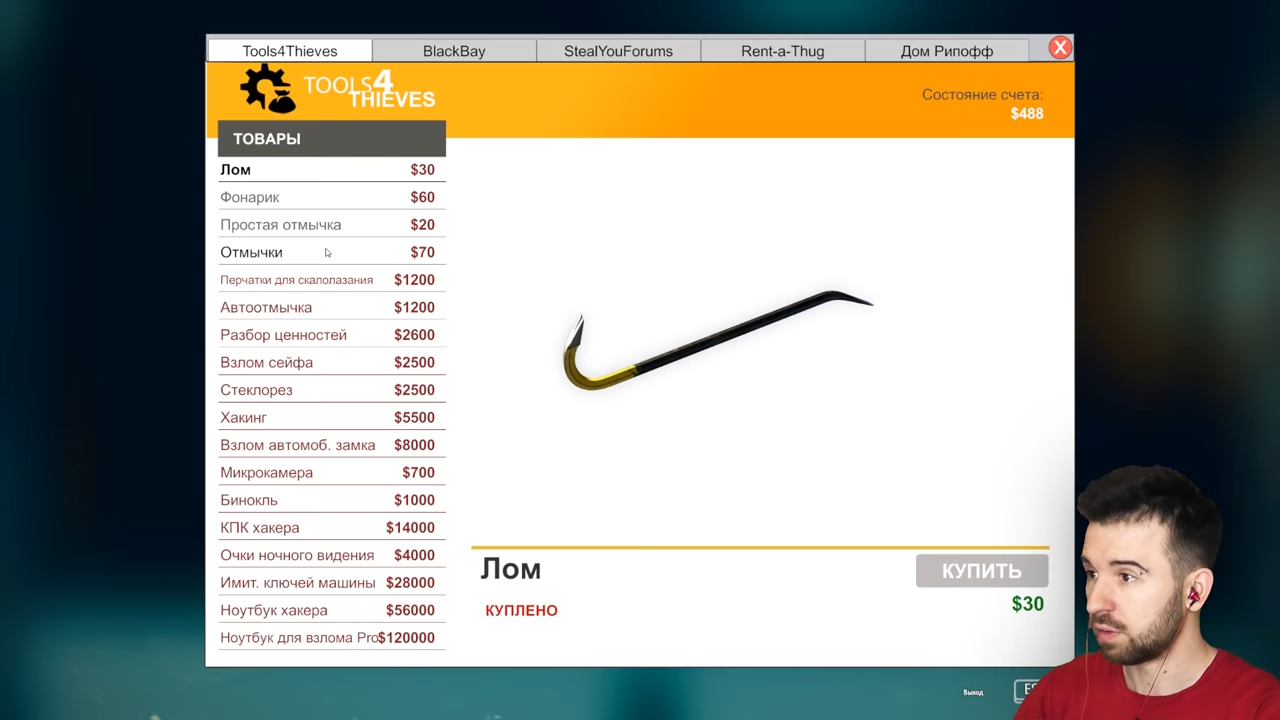 Tools4Thieves
BlackBay
StealYouForums
Rent-a-Thug
Дом Рипофф
X
TOOLS4
THIEVES
Состояние счета:
$488
ТОВАРЫ
Лом $30
Фонарик $60
Простая отмычка $20
Отмычки $70
Перчатки для скалолазания $1200
Автоотмычка $1200
Разбор ценностей $2600
Взлом сейфа $2500
Стеклорез $2500
Хакинг $5500
Взлом автомоб. замка $8000
Микрокамера $700
Бинокль $1000
КПК хакера $14000
Очки ночного видения $4000
Имит. ключей машины $28000
Ноутбук хакера $56000
Ноутбук для взлома Pro $120000
Лом
КУПИТЬ
КУПЛЕНО
$30
Выход